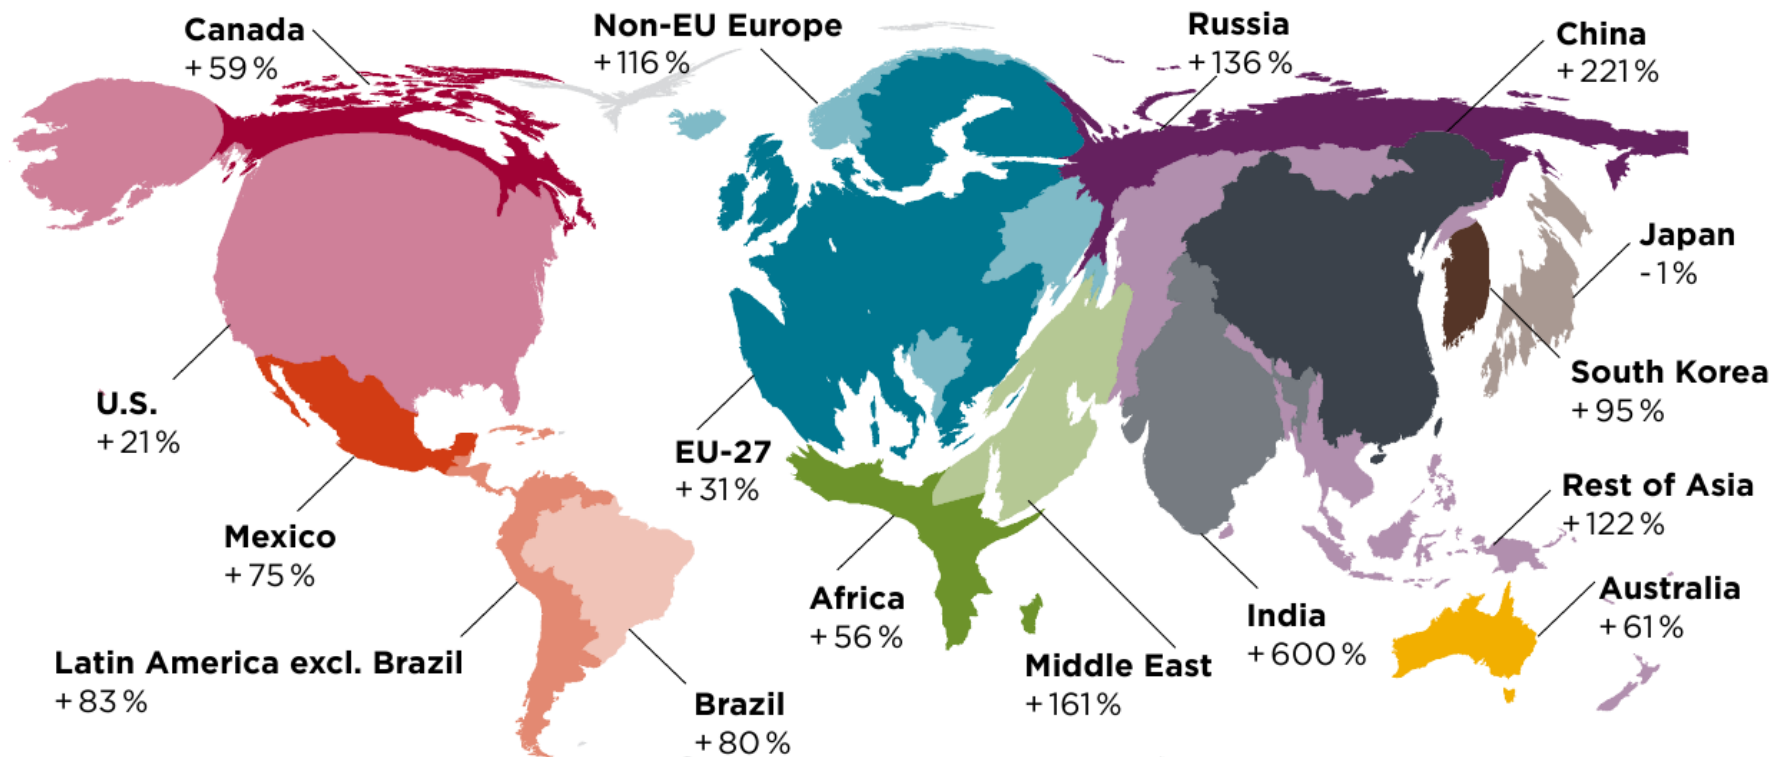 Canada
+59%
Non-EU Europe
+116%
Russia
+136%
China
+221%
Japan
-1%
U.S.
+21%
South Korea
+95%
EU-27
+31%
Rest of Asia
+122%
Mexico
+75%
Africa
+56%
Australia
+61%
India
+600%
Latin America excl. Brazil
+83%
Middle East
+161%
Brazil
+80%